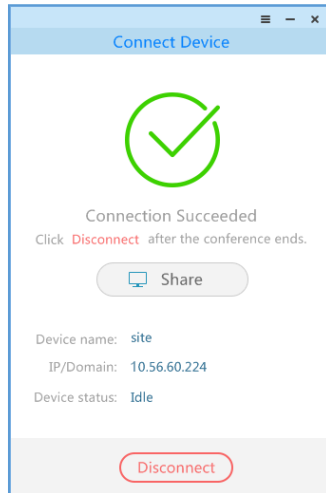 Connect Device
Connection Succeeded
Click Disconnect after the conference ends.
Share
Device name: site
IP/Domain: 10.56.60.224
Device status: Idle
Disconnect